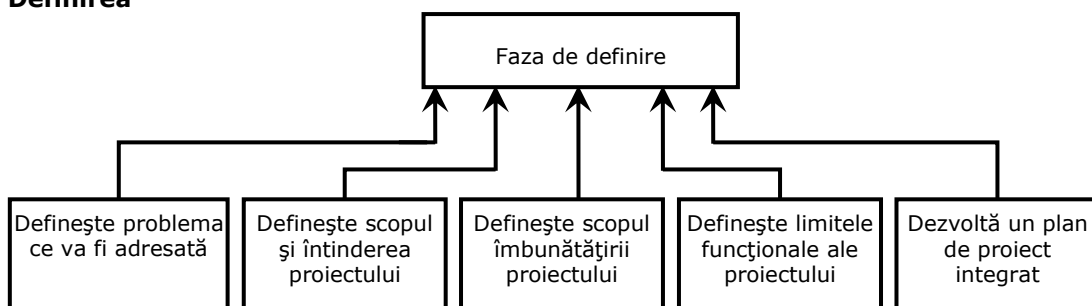 Definirea
Faza de definire
Defineşte problema
ce va fi adresată
Defineşte scopul
şi întinderea
proiectului
Defineşte scopul
îmbunătăţirii
proiectului
Defineşte limitele
funcţionale ale
proiectului
Dezvoltă un plan
de proiect
integrat